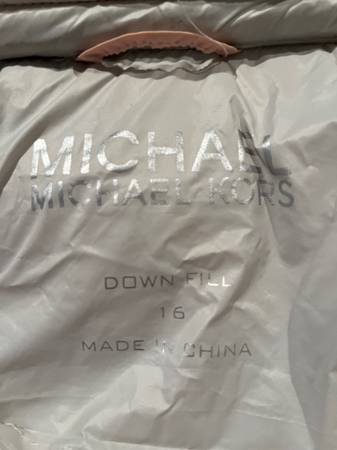 MICHAEL
MICHAEL KORS
DOWN FILL
16
MADE IN CHINA